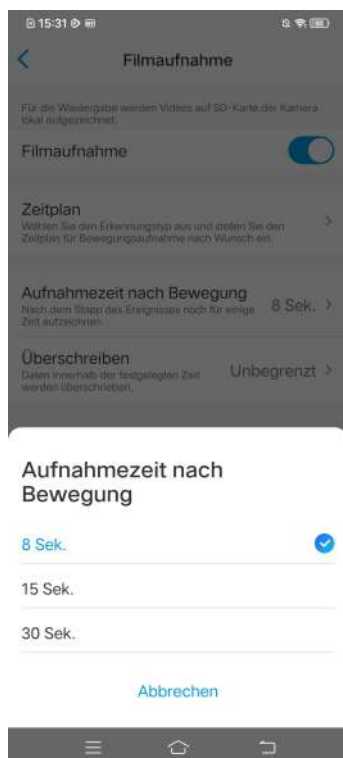 15:31
Filmaufnahme
Für die Wiedergabe werden Videos auf SD-Karte der Kamera
lokal aufgezeichnet.
Filmaufnahme
Zeitplan
Wählen Sie den Erkennungstyp aus und stellen Sie den
Zeitplan für Bewegungsaufnahme nach Wunsch ein.
Aufnahmezeit nach Bewegung
Nach dem Stopp des Ereignisses noch für einige
Zeit aufzeichnen
8 Sek.
Überschreiben
Daten innerhalb der festgelegten Zeit
werden überschrieben.
Unbegrenzt
Aufnahmezeit nach
Bewegung
8 Sek.
15 Sek.
30 Sek.
Abbrechen